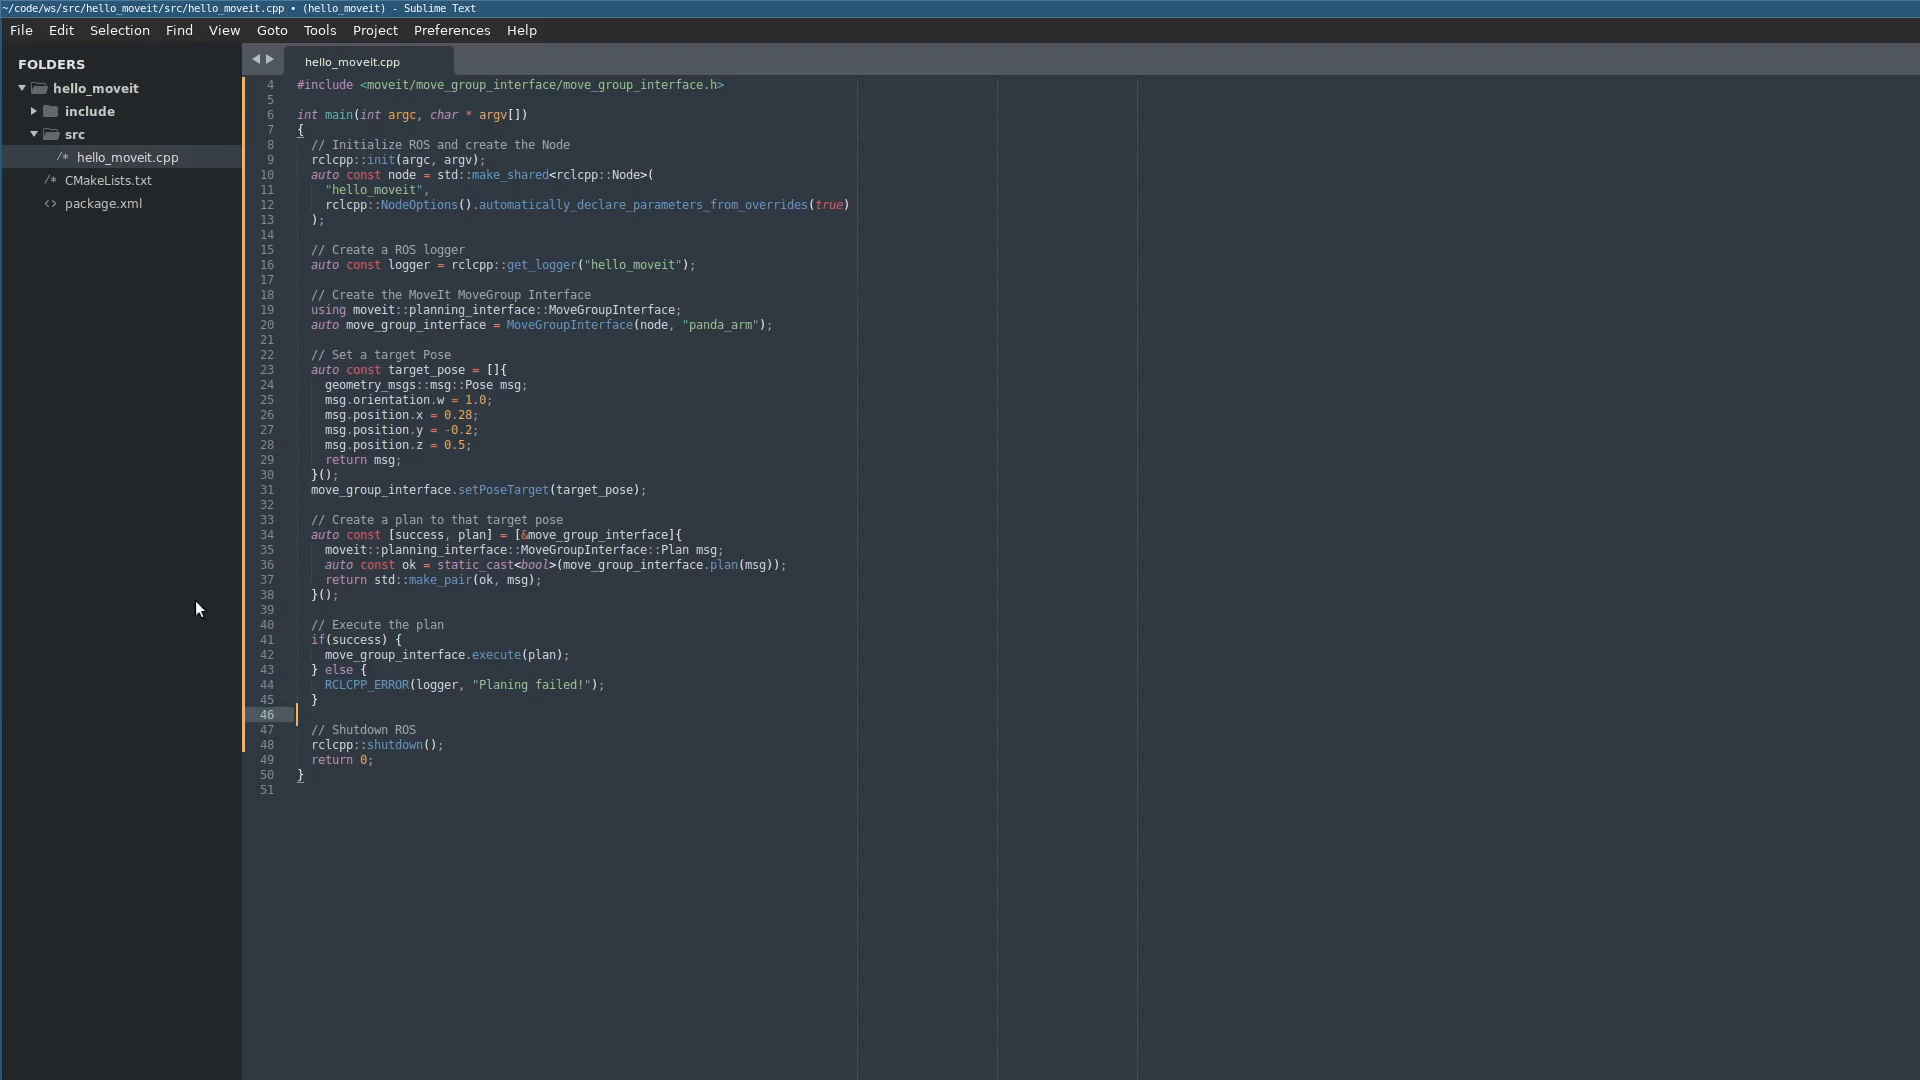 ~/code/ws/src/hello_moveit/src/hello_moveit.cpp • (hello_moveit) - Sublime Text
File Edit Selection Find View Goto Tools Project Preferences Help
FOLDERS
hello_moveit
include
src
/* hello_moveit.cpp
/* CMakeLists.txt
<> package.xml
hello_moveit.cpp
4 #include <moveit/move_group_interface/move_group_interface.h>
5
6 int main(int argc, char * argv[])
7 {
8   // Initialize ROS and create the Node
9   rclcpp::init(argc, argv);
10   auto const node = std::make_shared<rclcpp::Node>(
11     "hello_moveit",
12     rclcpp::NodeOptions().automatically_declare_parameters_from_overrides(true)
13   );
14
15   // Create a ROS logger
16   auto const logger = rclcpp::get_logger("hello_moveit");
17
18   // Create the MoveIt MoveGroup Interface
19   using moveit::planning_interface::MoveGroupInterface;
20   auto move_group_interface = MoveGroupInterface(node, "panda_arm");
21
22   // Set a target Pose
23   auto const target_pose = []{
24     geometry_msgs::msg::Pose msg;
25     msg.orientation.w = 1.0;
26     msg.position.x = 0.28;
27     msg.position.y = -0.2;
28     msg.position.z = 0.5;
29     return msg;
30   }();
31   move_group_interface.setPoseTarget(target_pose);
32
33   // Create a plan to that target pose
34   auto const [success, plan] = [&move_group_interface]{
35     moveit::planning_interface::MoveGroupInterface::Plan msg;
36     auto const ok = static_cast<bool>(move_group_interface.plan(msg));
37     return std::make_pair(ok, msg);
38   }();
39
40   // Execute the plan
41   if(success) {
42     move_group_interface.execute(plan);
43   } else {
44     RCLCPP_ERROR(logger, "Planing failed!");
45   }
46
47   // Shutdown ROS
48   rclcpp::shutdown();
49   return 0;
50 }
51